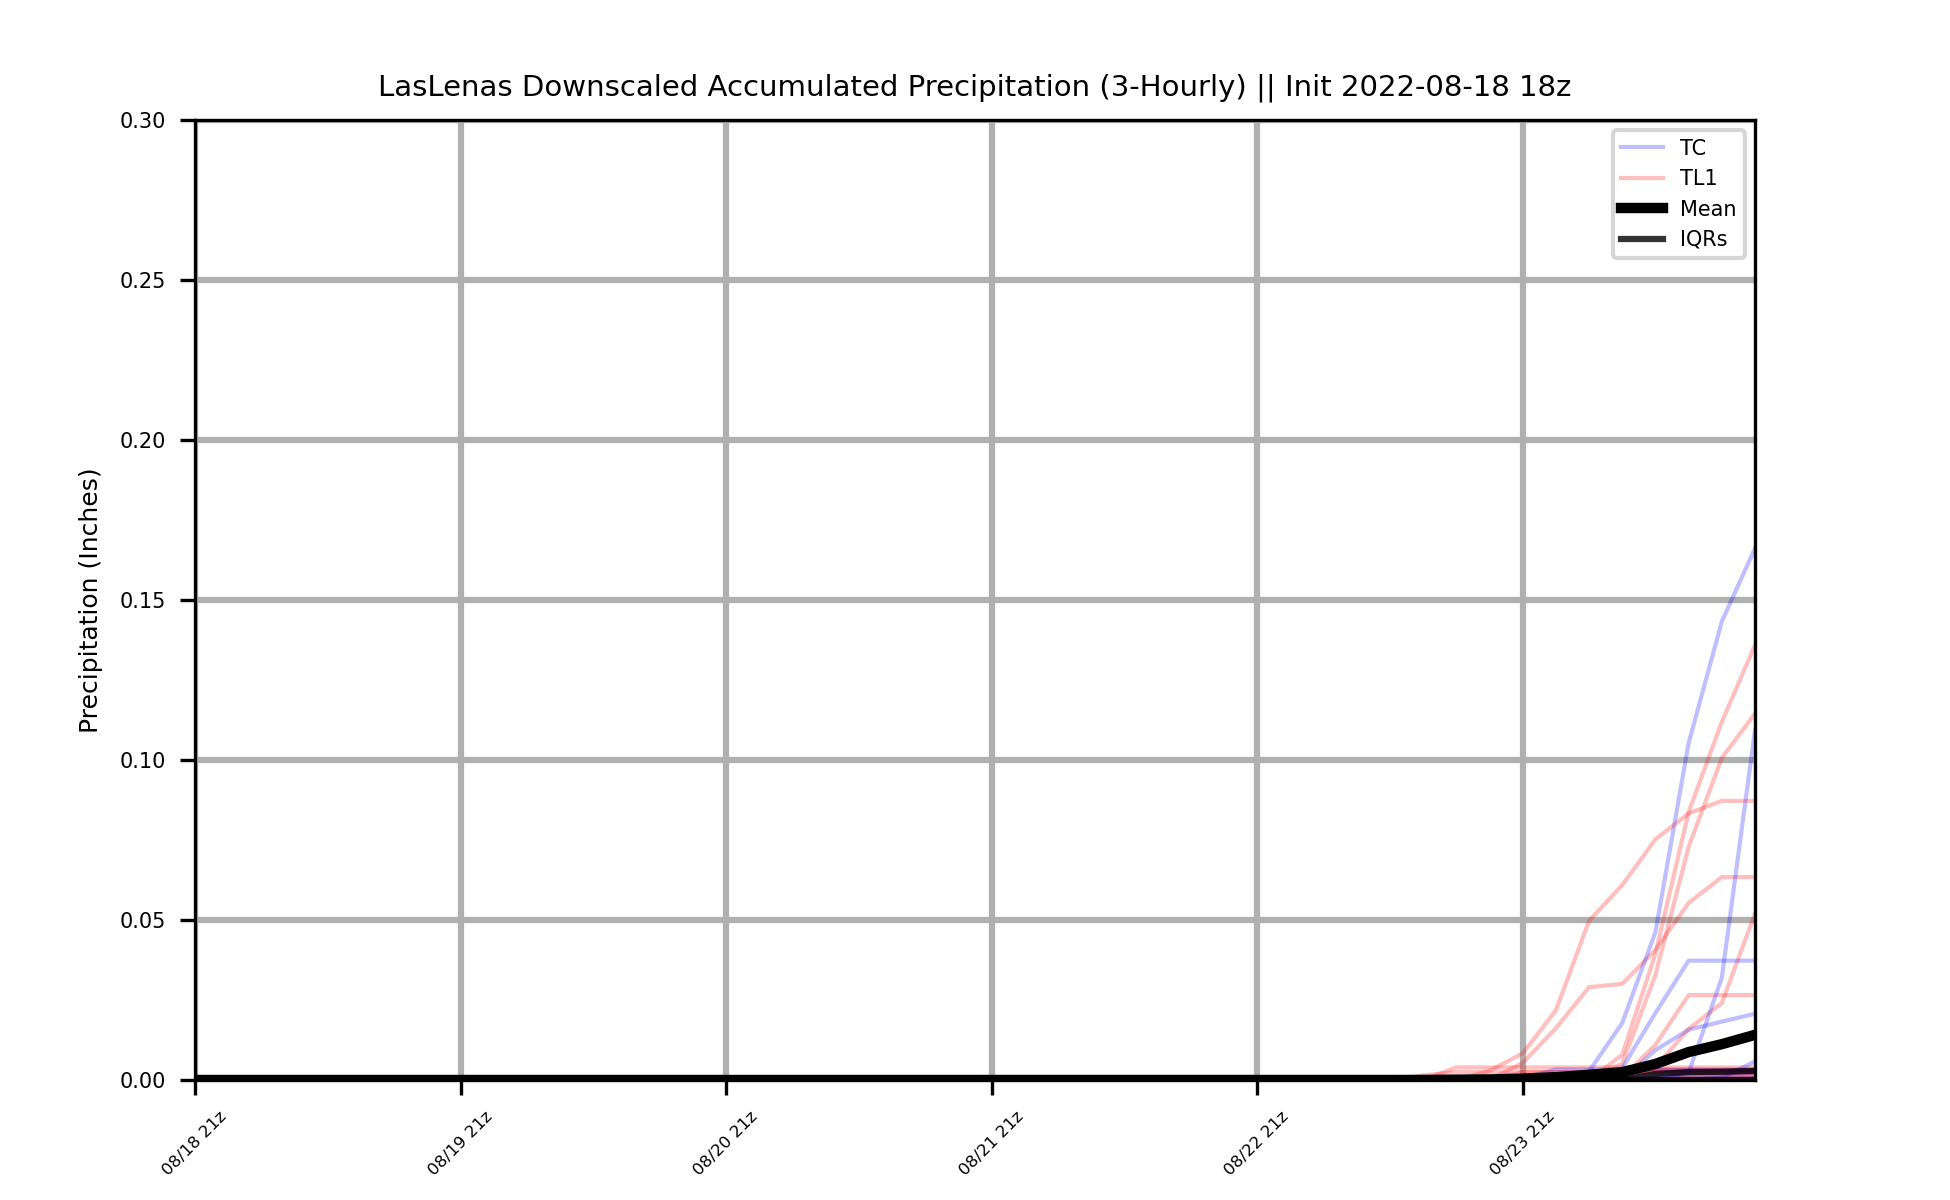 LasLenas Downscaled Accumulated Precipitation (3-Hourly) || Init 2022-08-18 18z
0.30
0.25
0.20
0.15
0.10
0.05
0.00
Precipitation (Inches)
TC
TL1
Mean
IQRs
08/18 21z
08/19 21z
08/20 21z
08/21 21z
08/22 21z
08/23 21z